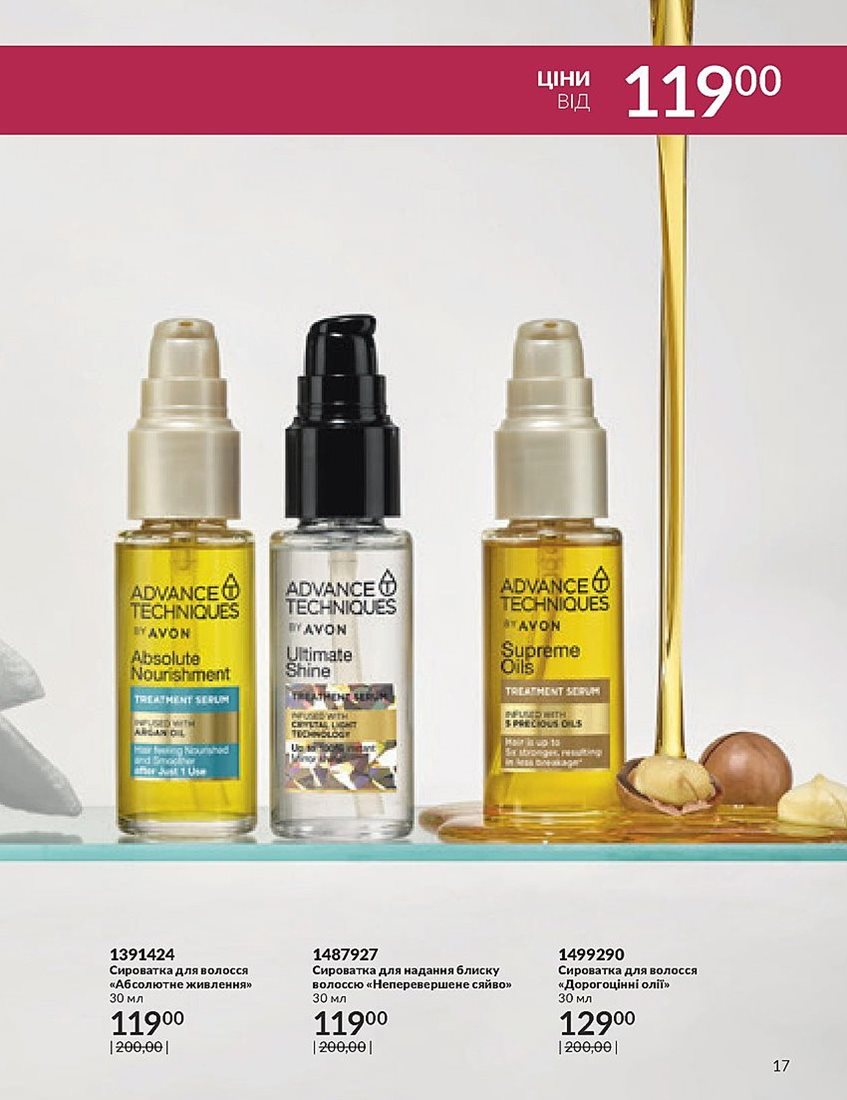 ЦІНИ
ВІД
119⁰⁰
ADVANCE
TECHNIQUES
BY AVON
Absolute
Nourishment
TREATMENT SERUM
INFUSED WITH
ARGAN OIL
Hair feeling Nourished
and Smoother
after Just 1 Use
ADVANCE
TECHNIQUES
BY AVON
Ultimate
Shine
TREATMENT SERUM
INFUSED WITH
CRYSTAL LIGHT
TECHNOLOGY
Up to 100% instant
ADVANCE
TECHNIQUES
BY AVON
Supreme
Oils
TREATMENT SERUM
INFUSED WITH
5 PRECIOUS OILS
Hair is up to
5x stronger, resulting
in less breakage*
1391424
Сироватка для волосся
«Абсолютне живлення»
30 мл
119⁰⁰
|200,00|
1487927
Сироватка для надання блиску
волоссю «Неперевершене сяйво»
30 мл
119⁰⁰
|200,00|
1499290
Сироватка для волосся
«Дорогоцінні олії»
30 мл
129⁰⁰
|200,00|
17